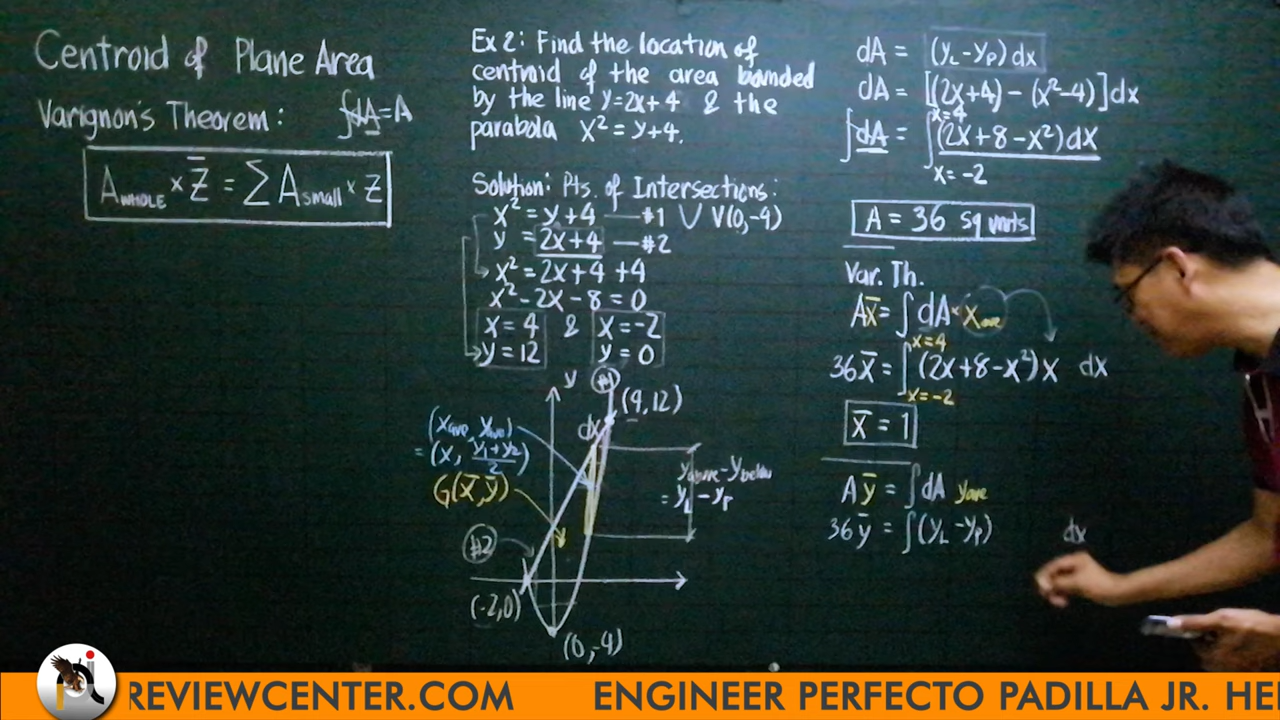 Centroid of Plane Area
Varignon's Theorem: ∫dA = A
A_WHOLE × z̄ = ∑ A_small × z
Ex 2: Find the location of
centroid of the area bounded
by the line y=2x+4 & the
parabola x² = y+4.
Solution: Pts. of Intersections:
x² = y+4 — #1 ∪ V(0,-4)
y = 2x+4 — #2
x² = 2x+4 +4
x² - 2x - 8 = 0
x = 4 & x = -2
y = 12 y = 0
y
#1
(4,12)
(x_ave, y_ave)
= (x, (y₁+y₂)/2)
dx
G(x̄, ȳ)
y_above - y_below
= y_L - y_P
#2
(-2,0)
(0,-4)
dA = (y_L - y_P) dx
dA = [(2x+4) - (x²-4)] dx
x=4
∫dA = ∫(2x+8-x²) dx
x=-2
A = 36 sq units
Var. Th.
Ax̄ = ∫dA · x_ave
x=4
36x̄ = ∫(2x+8-x²)x dx
x=-2
x̄ = 1
Aȳ = ∫dA y_ave
36ȳ = ∫(y_L - y_P) dx
REVIEWCENTER.COM ENGINEER PERFECTO PADILLA JR. HE